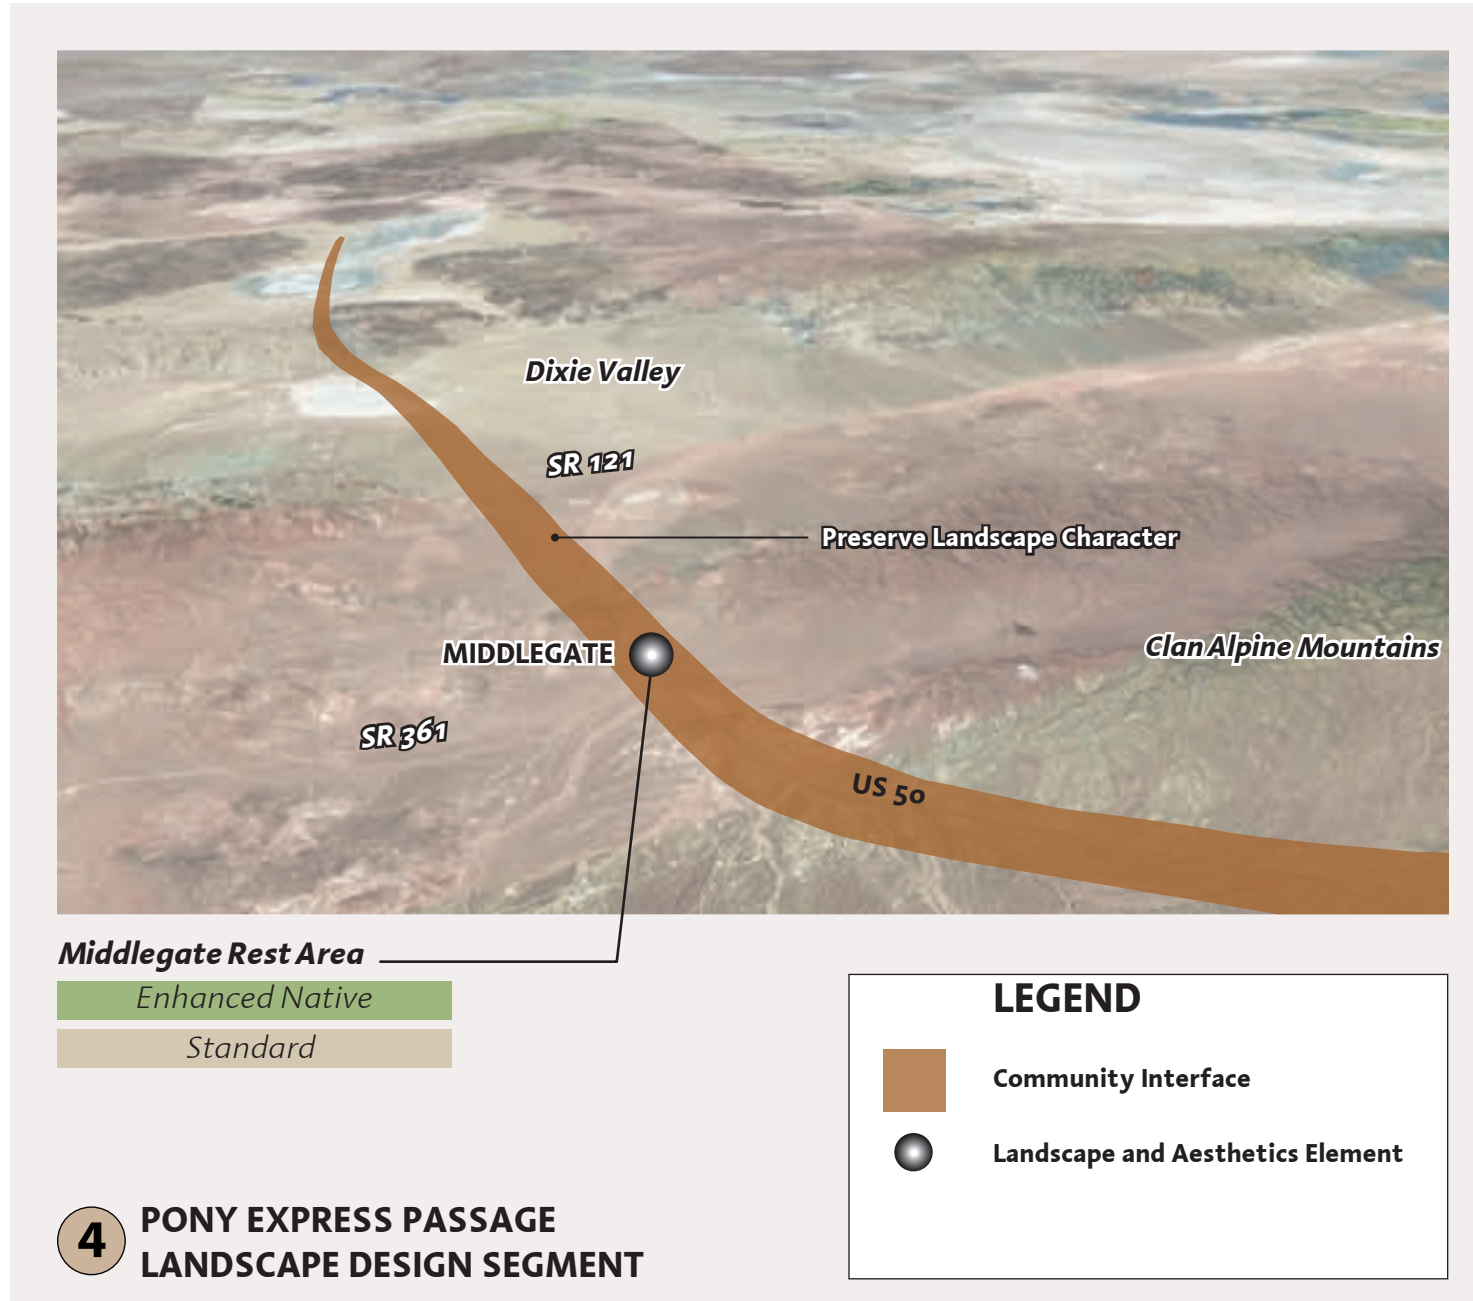 Dixie Valley
SR 121
Preserve Landscape Character
MIDDLEGATE
Clan Alpine Mountains
SR 361
US 50
Middlegate Rest Area
Enhanced Native
Standard
LEGEND
Community Interface
Landscape and Aesthetics Element
4
PONY EXPRESS PASSAGE
LANDSCAPE DESIGN SEGMENT